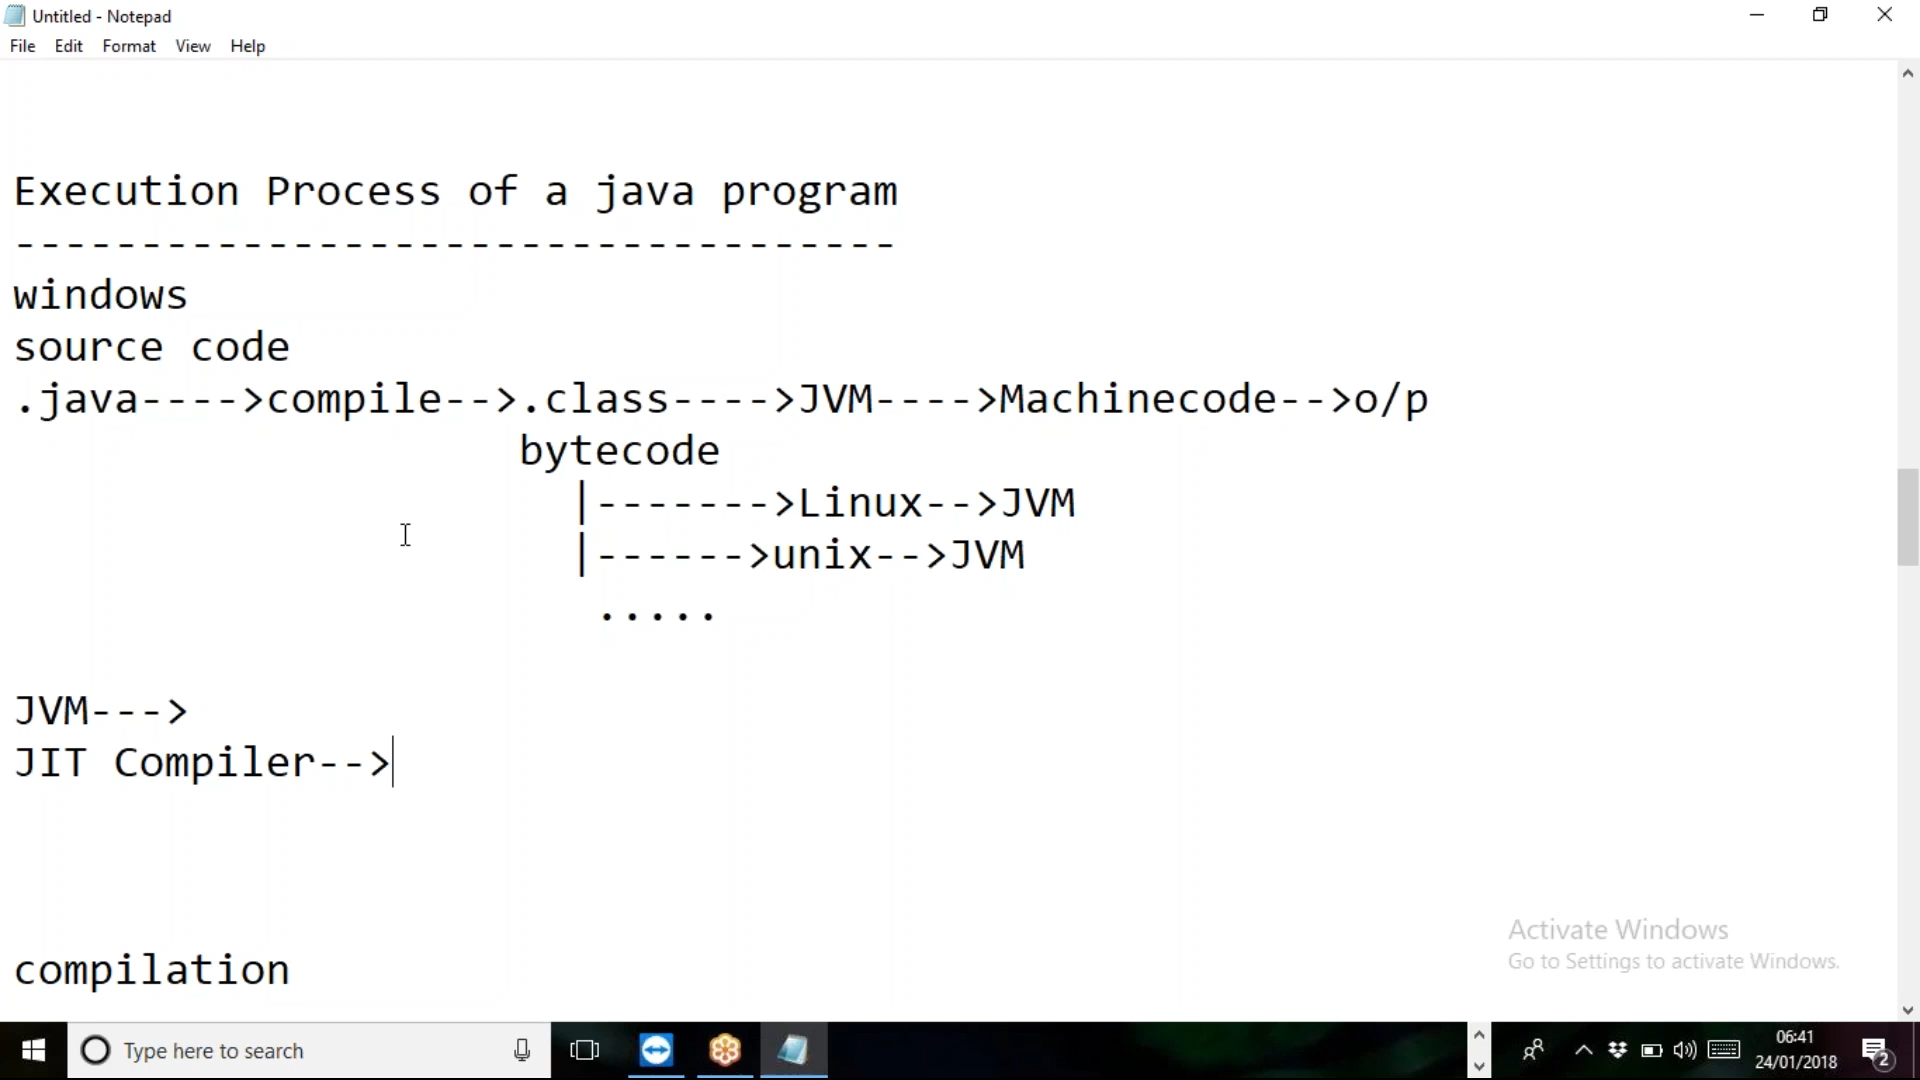 Untitled - Notepad
File Edit Format View Help
Execution Process of a java program
-----------------------------------
windows
source code
.java---->compile-->.class---->JVM---->Machinecode-->o/p
bytecode
|------->Linux-->JVM
|------>unix-->JVM
.....
JVM--->
JIT Compiler-->
compilation
Activate Windows
Go to Settings to activate Windows.
Type here to search
06:41
24/01/2018
2